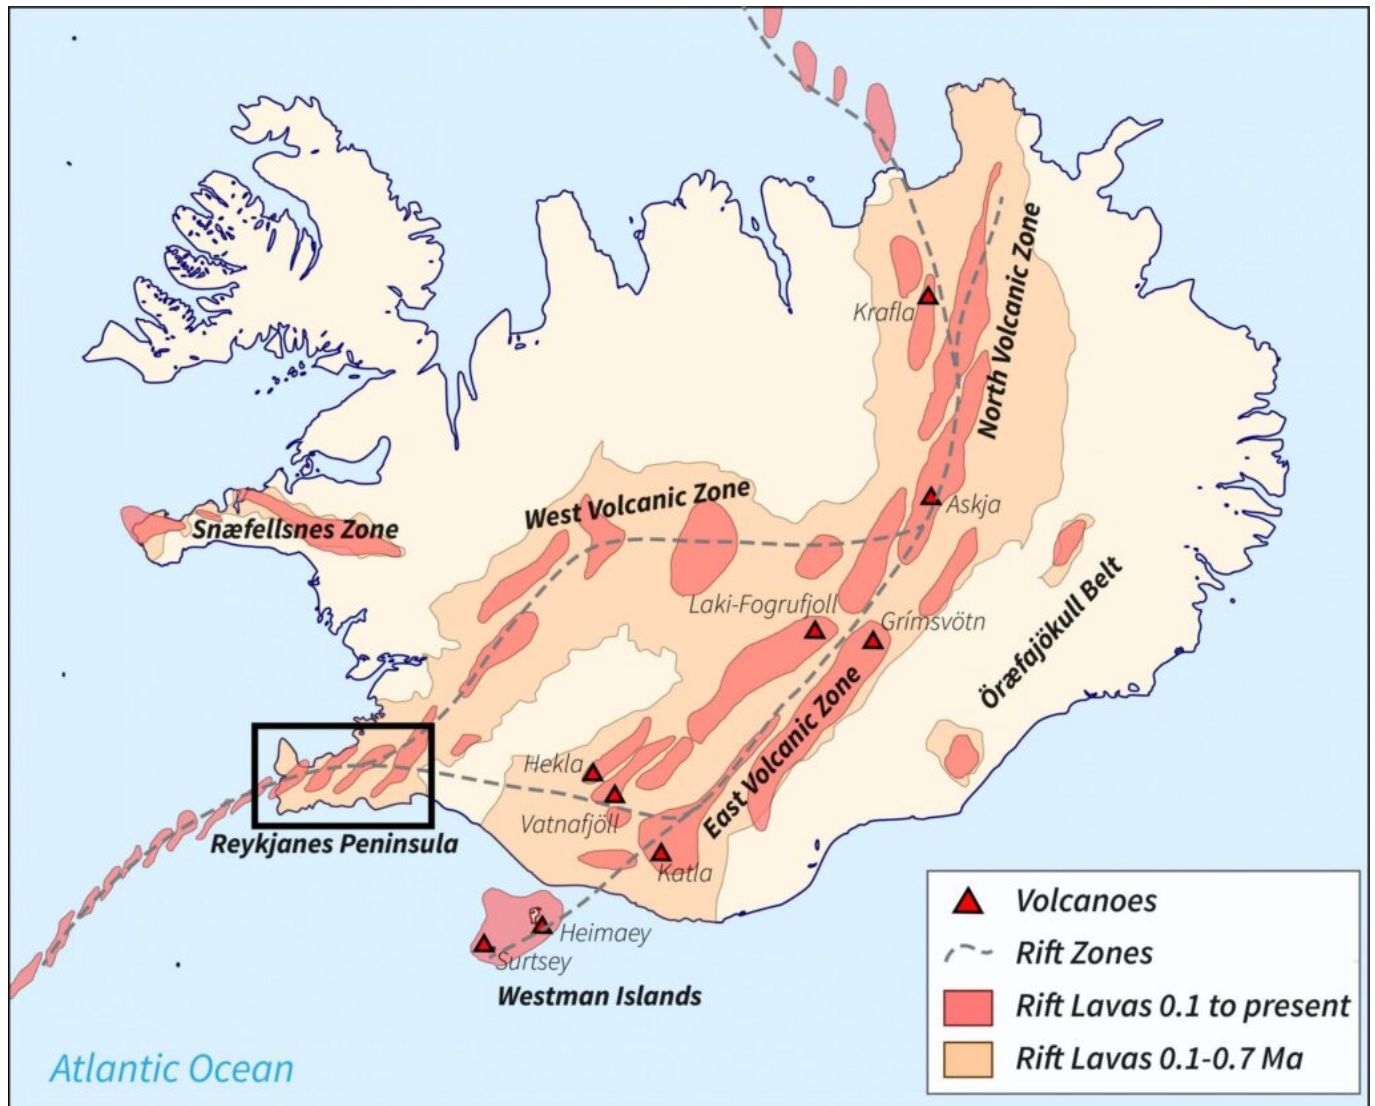 Krafla
North Volcanic Zone
West Volcanic Zone
Askja
Snæfellsnes Zone
Laki-Fogrufjoll
Grímsvötn
Öræfajökull Belt
Hekla
East Volcanic Zone
Vatnafjöll
Reykjanes Peninsula
Katla
Heimaey
Surtsey
Westman Islands
Atlantic Ocean
Volcanoes
Rift Zones
Rift Lavas 0.1 to present
Rift Lavas 0.1-0.7 Ma